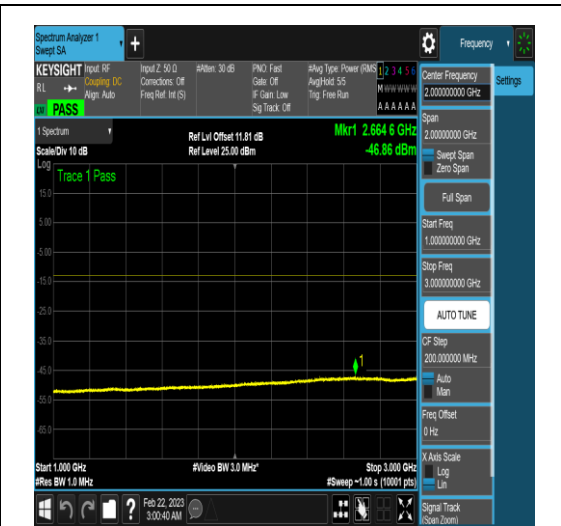 Spectrum Analyzer 1
Swept SA
Frequency
KEYSIGHT
RL
PASS
Input: RF
Coupling: DC
Align: Auto
Input Z: 50 Ω
Corrections: Off
Freq Ref: Int (S)
#Atten: 30 dB
PNO: Fast
Gate: Off
IF Gain: Low
Sig Track: Off
#Avg Type: Power (RMS
Avg|Hold: 5/5
Trig: Free Run
1 2 3 4 5 6
M W W W W W
A A A A A A
1 Spectrum
Scale/Div 10 dB
Ref Lvl Offset 11.81 dB
Ref Level 25.00 dBm
Mkr1 2.664 6 GHz
-46.86 dBm
Log
Trace 1 Pass
15.0
5.00
-5.00
-15.0
-25.0
-35.0
-45.0
-55.0
-65.0
1
Start 1.000 GHz
#Res BW 1.0 MHz
#Video BW 3.0 MHz*
Stop 3.000 GHz
#Sweep ~1.00 s (10001 pts)
Feb 22, 2023
3:00:40 AM
Center Frequency
2.000000000 GHz
Settings
Span
2.00000000 GHz
Swept Span
Zero Span
Full Span
Start Freq
1.000000000 GHz
Stop Freq
3.000000000 GHz
AUTO TUNE
CF Step
200.000000 MHz
Auto
Man
Freq Offset
0 Hz
X Axis Scale
Log
Lin
Signal Track
(Span Zoom)